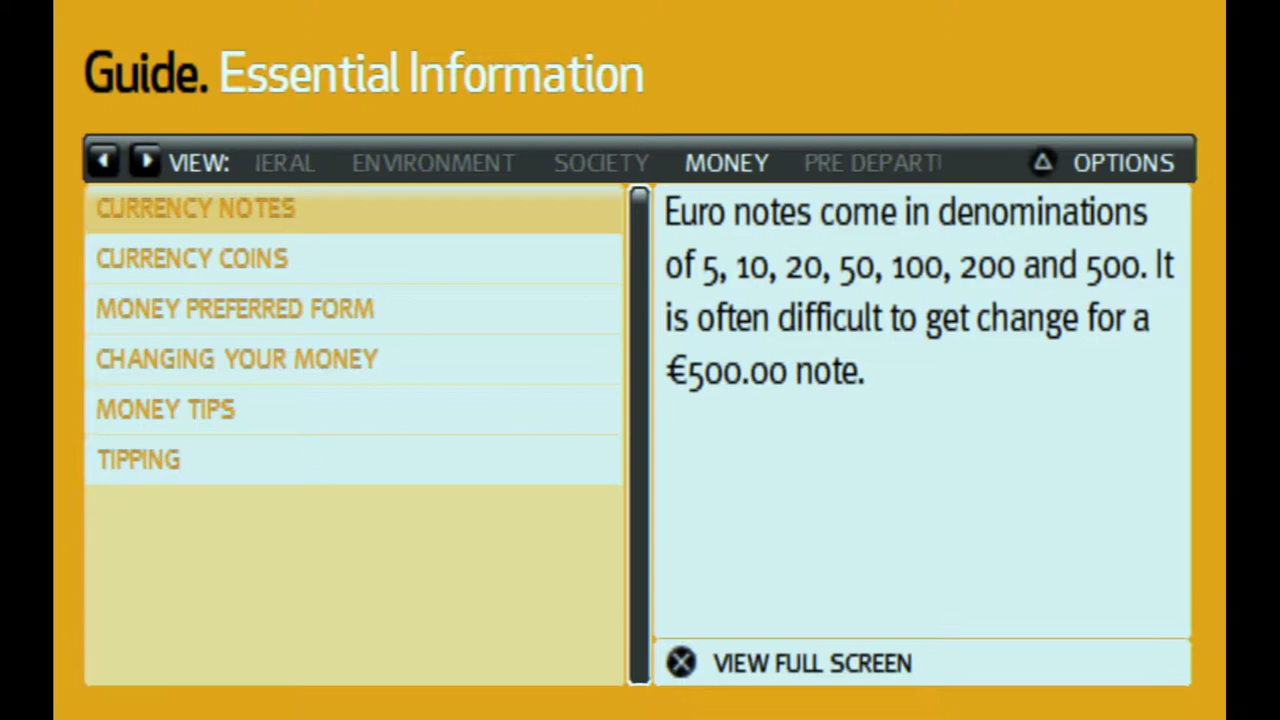 Guide. Essential Information
VIEW: IERAL ENVIRONMENT SOCIETY MONEY PRE DEPART OPTIONS
CURRENCY NOTES
CURRENCY COINS
MONEY PREFERRED FORM
CHANGING YOUR MONEY
MONEY TIPS
TIPPING
Euro notes come in denominations
of 5, 10, 20, 50, 100, 200 and 500. It
is often difficult to get change for a
€500.00 note.
VIEW FULL SCREEN